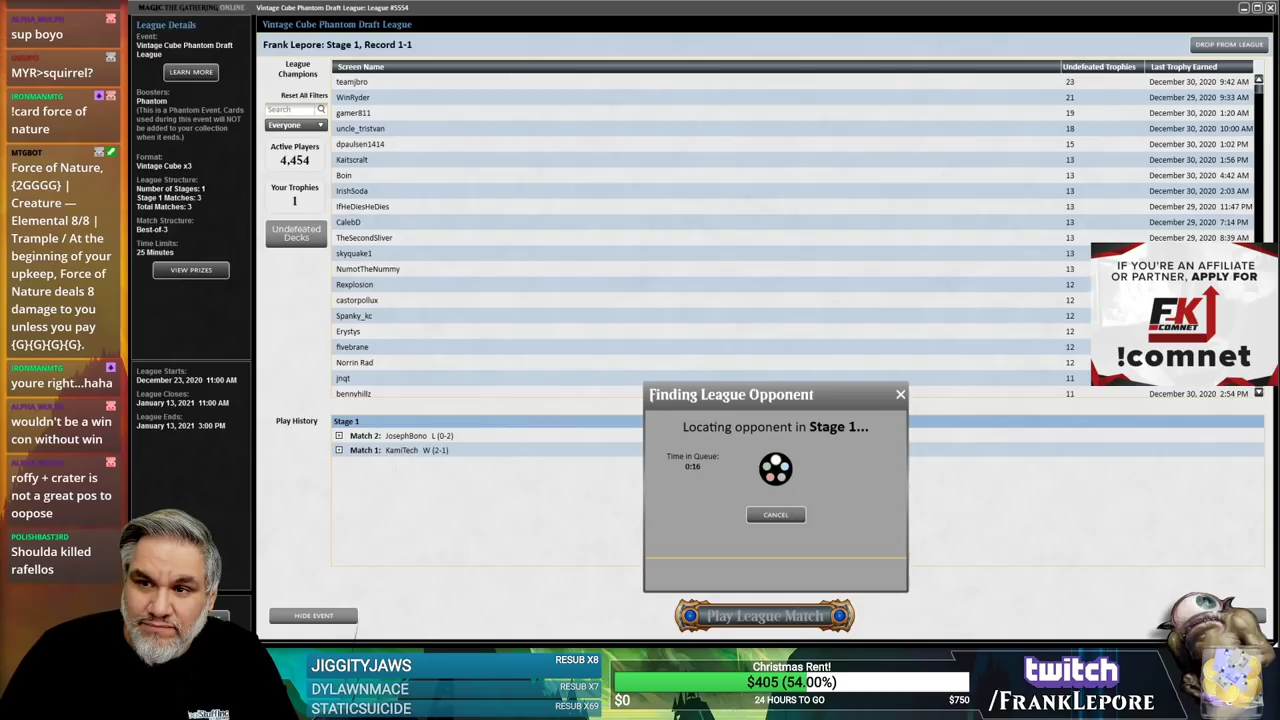 MAGIC THE GATHERING ONLINE
Vintage Cube Phantom Draft League: League #5554
sup boyo
MYR>squirrel?
IRONMANMTG
!card force of
nature
MTGBOT
Force of Nature,
{2GGGG} |
Creature —
Elemental 8/8 |
Trample / At the
beginning of your
upkeep, Force of
Nature deals 8
damage to you
unless you pay
{G}{G}{G}{G}.
IRONMANMTG
youre right...haha
wouldn't be a win
con without win
roffy + crater is
not a great pos to
oopose
POLISHBAST3RD
Shoulda killed
rafellos
League Details
Event:
Vintage Cube Phantom Draft
League
LEARN MORE
Boosters:
Phantom
(This is a Phantom Event. Cards
used during this event will NOT
be added to your collection
when it ends.)
Format:
Vintage Cube x3
League Structure:
Number of Stages: 1
Stage 1 Matches: 3
Total Matches: 3
Match Structure:
Best-of-3
Time Limits:
25 Minutes
VIEW PRIZES
League Starts:
December 23, 2020 11:00 AM
League Closes:
January 13, 2021 11:00 AM
League Ends:
January 13, 2021 3:00 PM
Vintage Cube Phantom Draft League
Frank Lepore: Stage 1, Record 1-1
DROP FROM LEAGUE
League
Champions
Reset All Filters
Search
Everyone
Active Players
4,454
Your Trophies
1
Undefeated
Decks
Screen Name Undefeated Trophies Last Trophy Earned
teamjbro 23 December 30, 2020 9:42 AM
WinRyder 21 December 29, 2020 9:33 AM
gamer811 19 December 30, 2020 1:20 AM
uncle_tristvan 18 December 30, 2020 10:00 AM
dpaulsen1414 15 December 30, 2020 1:02 PM
Kaitscralt 13 December 30, 2020 1:56 PM
Boin 13 December 30, 2020 4:42 AM
IrishSoda 13 December 30, 2020 2:03 AM
IfHeDiesHeDies 13 December 29, 2020 11:47 PM
CalebD 13 December 29, 2020 7:14 PM
TheSecondSliver 13 December 29, 2020 8:39 AM
skyquake1 13
NumotTheNummy 13
Rexplosion 12
castorpollux 12
Spanky_kc 12
Erystys 12
fivebrane 12
Norrin Rad 12
jnqt 11
bennyhillz 11 December 30, 2020 2:54 PM
IF YOU'RE AN AFFILIATE
OR PARTNER, APPLY FOR
COMNET
!comnet
Play History
Stage 1
Match 2: JosephBono L (0-2)
Match 1: KamiTech W (2-1)
Finding League Opponent
Locating opponent in Stage 1...
Time in Queue:
0:16
CANCEL
HIDE EVENT
Play League Match
JIGGITYJAWS RESUB X8
DYLAWNMACE RESUB X7
STATICSUICIDE RESUB X69
Christmas Rent!
$405 (54.00%)
$0 24 HOURS TO GO $750
twitch
/FRANKLEPORE